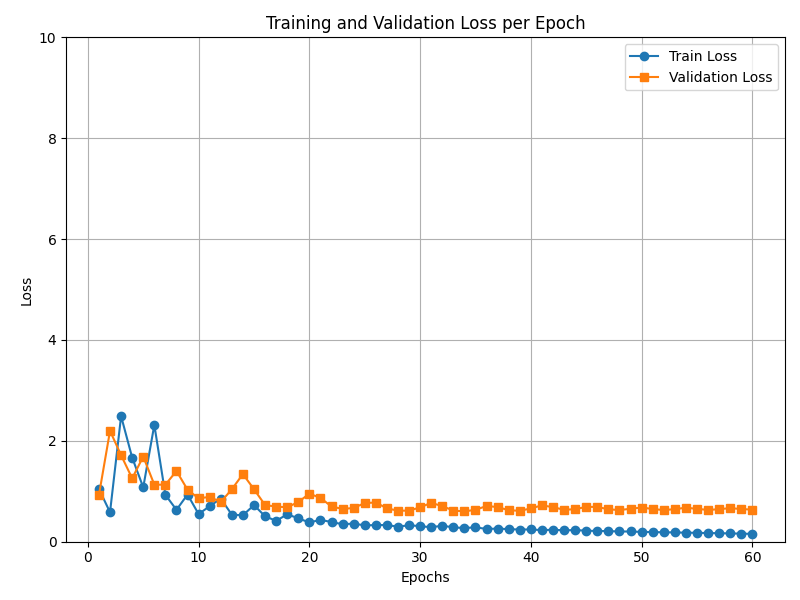 Training and Validation Loss per Epoch
Train Loss
Validation Loss
10
8
6
4
2
0
Loss
0 10 20 30 40 50 60
Epochs